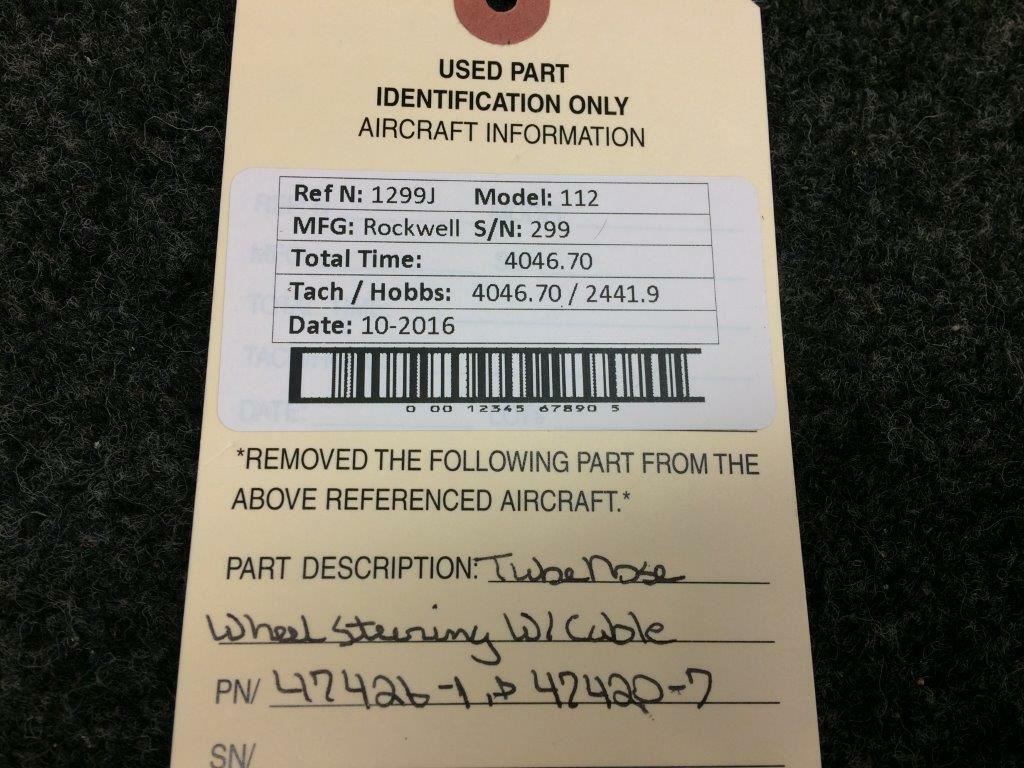 USED PART
IDENTIFICATION ONLY
AIRCRAFT INFORMATION
Ref N: 1299J Model: 112
MFG: Rockwell S/N: 299
Total Time: 4046.70
Tach / Hobbs: 4046.70 / 2441.9
Date: 10-2016
0 00 12345 67890 5
*REMOVED THE FOLLOWING PART FROM THE
ABOVE REFERENCED AIRCRAFT.*
PART DESCRIPTION: Tube Nose
Wheel Steering W/ Cable
PN/ 47426-1, & 47420-7
SN/